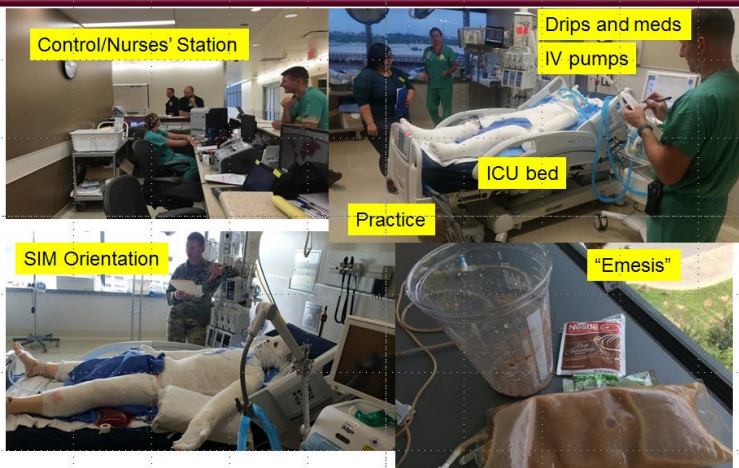 Control/Nurses' Station
Drips and meds
IV pumps
ICU bed
Practice
SIM Orientation
"Emesis"
Nestle